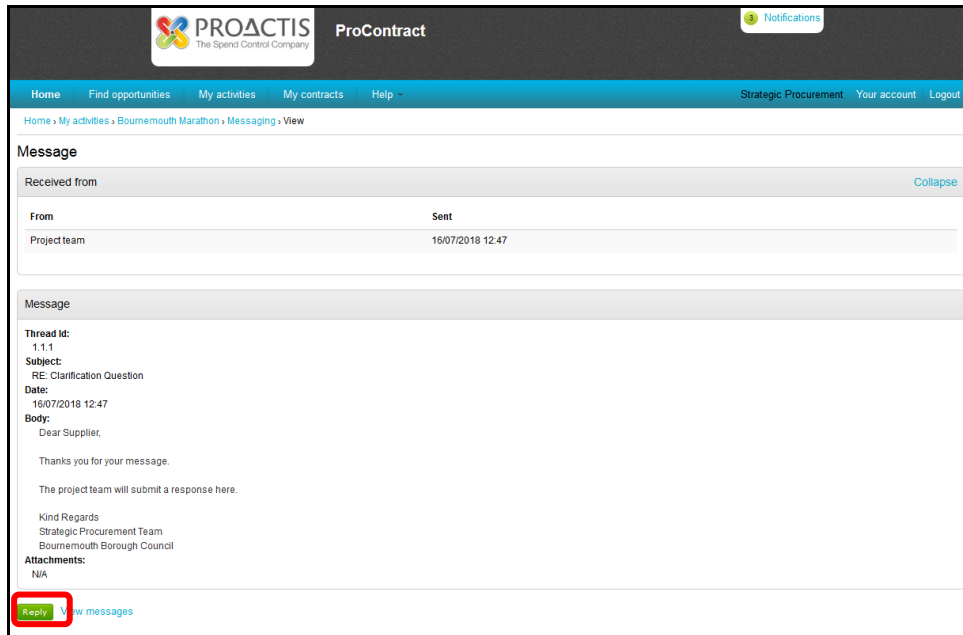 PROACTIS
The Spend Control Company
ProContract
3 Notifications
Home Find opportunities My activities My contracts Help Strategic Procurement Your account Logout
Home › My activities › Bournemouth Marathon › Messaging › View
Message
Received from Collapse
From Sent
Project team 16/07/2018 12:47
Message
Thread Id:
1.1.1
Subject:
RE: Clarification Question
Date:
16/07/2018 12:47
Body:
Dear Supplier,
Thanks you for your message.
The project team will submit a response here.
Kind Regards
Strategic Procurement Team
Bournemouth Borough Council
Attachments:
N/A
Reply View messages